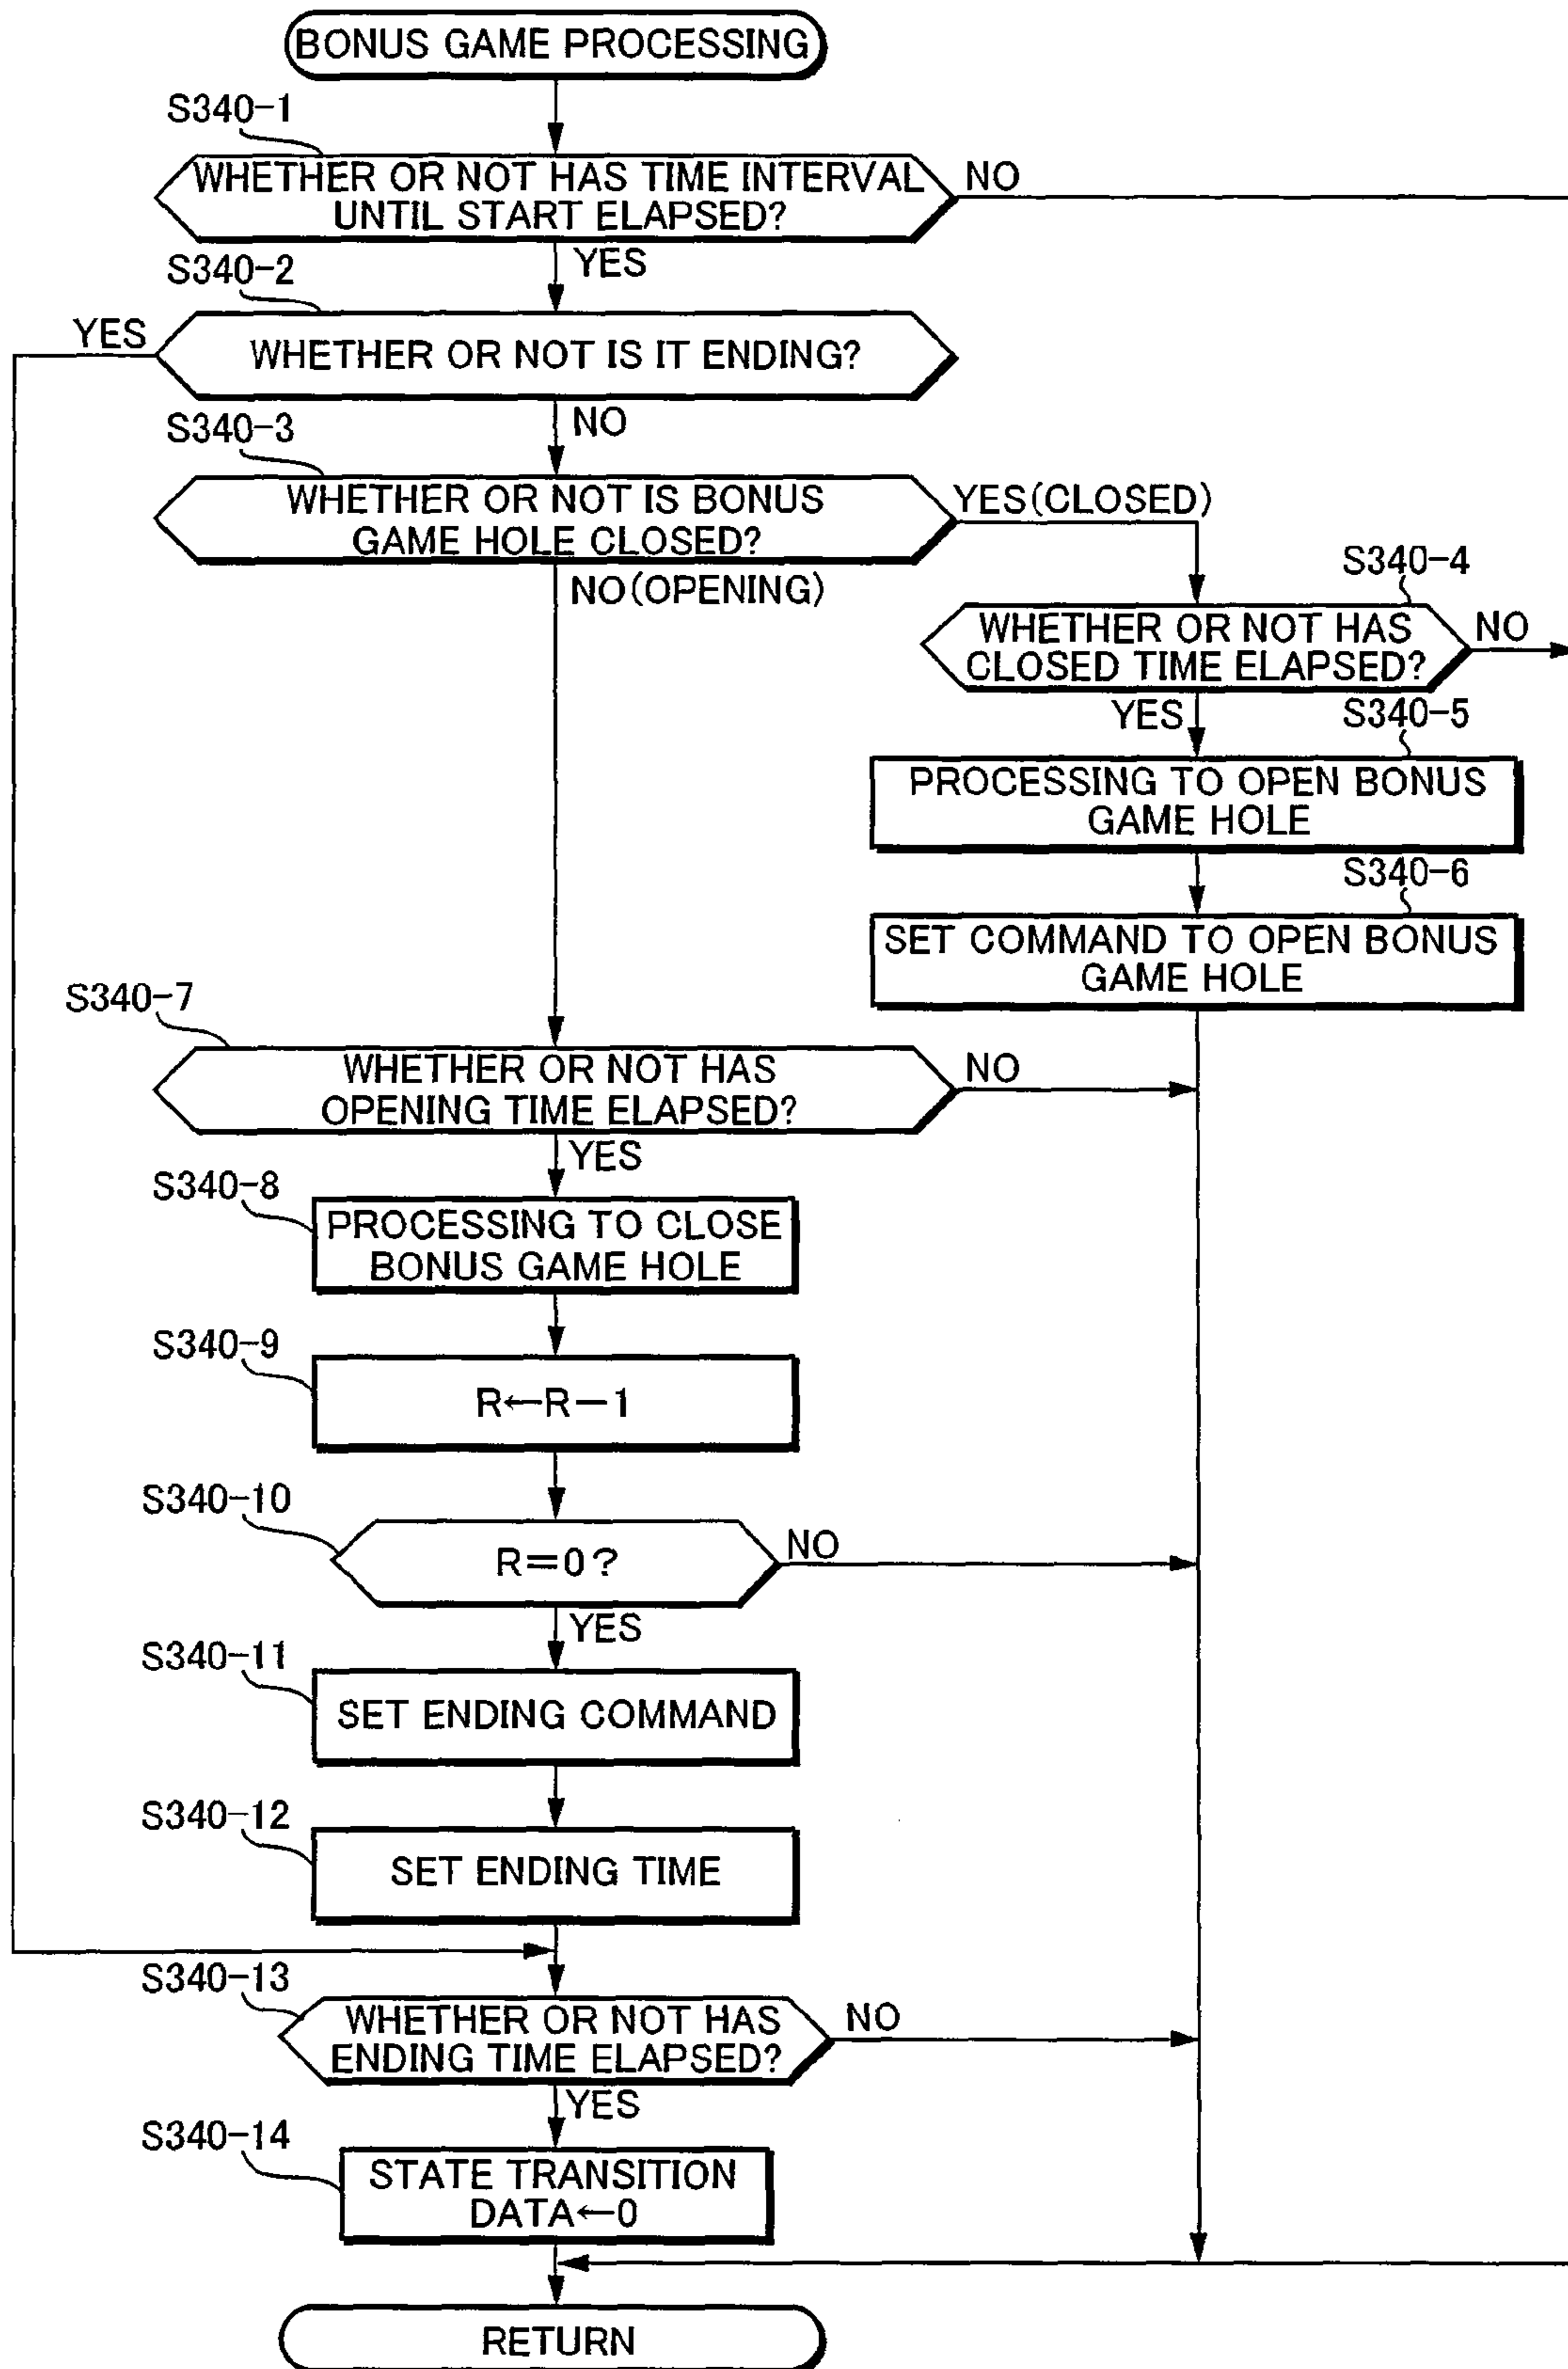 BONUS GAME PROCESSING
S340-1
WHETHER OR NOT HAS TIME INTERVAL
UNTIL START ELAPSED?
NO
YES
S340-2
YES
WHETHER OR NOT IS IT ENDING?
NO
S340-3
WHETHER OR NOT IS BONUS
GAME HOLE CLOSED?
YES(CLOSED)
NO(OPENING)
S340-4
WHETHER OR NOT HAS
CLOSED TIME ELAPSED?
NO
YES
S340-5
PROCESSING TO OPEN BONUS
GAME HOLE
S340-6
SET COMMAND TO OPEN BONUS
GAME HOLE
S340-7
WHETHER OR NOT HAS
OPENING TIME ELAPSED?
NO
YES
S340-8
PROCESSING TO CLOSE
BONUS GAME HOLE
S340-9
R←R−1
S340-10
R=0?
NO
YES
S340-11
SET ENDING COMMAND
S340-12
SET ENDING TIME
S340-13
WHETHER OR NOT HAS
ENDING TIME ELAPSED?
NO
YES
S340-14
STATE TRANSITION
DATA←0
RETURN